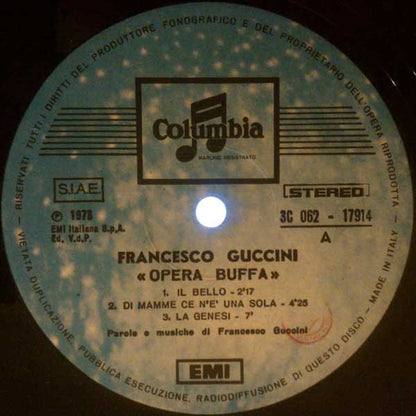 RISERVATI TUTTI I DIRITTI DEL PRODUTTORE FONOGRAFICO E DEL PROPRIETARIO DELL'OPERA RIPRODOTTA
Columbia
MARCHIO REGISTRATO
S.I.A.E.
STEREO
℗ 1973
EMI Italiana S.p.A.
Ed. V.d.P.
3C 062 - 17914
A
FRANCESCO GUCCINI
«OPERA BUFFA»
1. IL BELLO - 2'17
2. DI MAMME CE N'E' UNA SOLA - 4'25
3. LA GENESI - 7'
Parole e musiche di Francesco Guccini
EMI
VIETATA DUPLICAZIONE, PUBBLICA ESECUZIONE, RADIODIFFUSIONE DI QUESTO DISCO. - MADE IN ITALY -